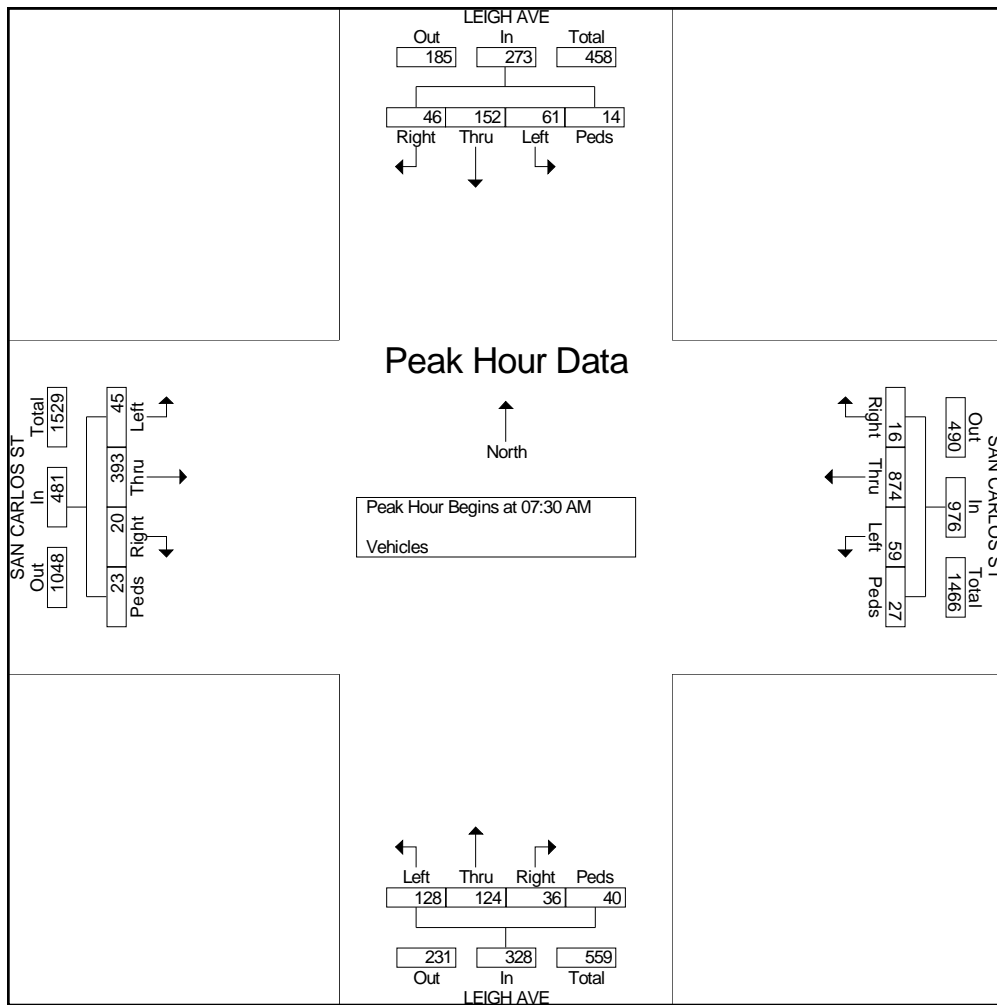 LEIGH AVE
Out In Total
185 273 458
46 152 61 14
Right Thru Left Peds
Peak Hour Data
SAN CARLOS ST
Total In Out
1529 481 1048
45 393 20 23
Left Thru Right Peds
North
Peak Hour Begins at 07:30 AM
Vehicles
Right Thru Left Peds
16 874 59 27
Out In Total
490 976 1466
SAN CARLOS ST
Left Thru Right Peds
128 124 36 40
231 328 559
Out In Total
LEIGH AVE